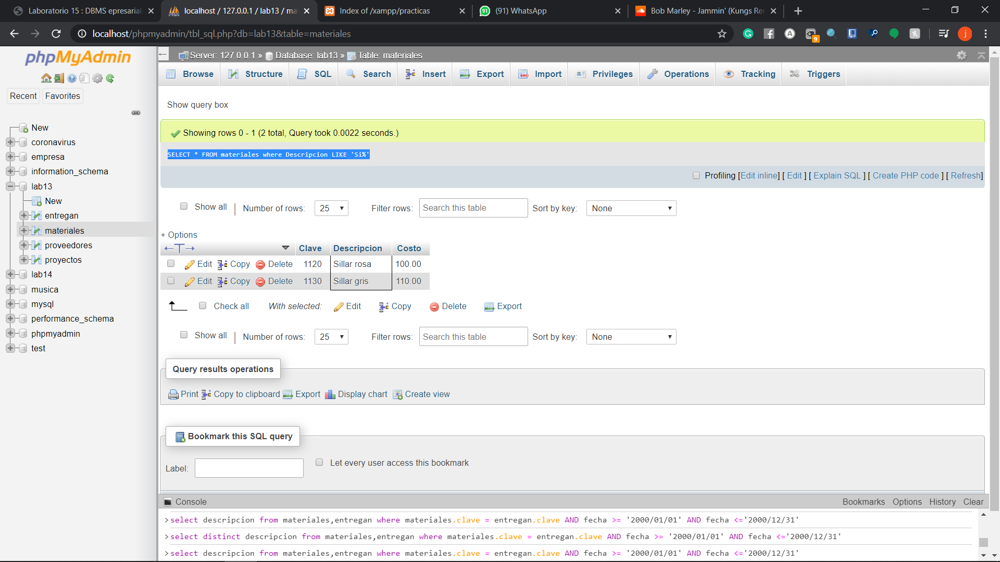 Laboratorio 15 : DBMS epresarial
localhost / 127.0.0.1 / lab13 / ma
Index of /xampp/practicas
(91) WhatsApp
Bob Marley - Jammin' (Kungs Rem
localhost/phpmyadmin/tbl_sql.php?db=lab13&table=materiales
phpMyAdmin
Recent
Favorites
New
coronavirus
empresa
information_schema
lab13
New
entregan
materiales
proveedores
proyectos
lab14
musica
mysql
performance_schema
phpmyadmin
test
Server: 127.0.0.1 » Database: lab13 » Table: materiales
Browse Structure SQL Search Insert Export Import Privileges Operations Tracking Triggers
Show query box
Showing rows 0 - 1 (2 total, Query took 0.0022 seconds.)
SELECT * FROM materiales where Descripcion LIKE 'Si%'
Profiling [Edit inline] [ Edit ] [ Explain SQL ] [ Create PHP code ] [ Refresh]
Show all | Number of rows: 25 Filter rows: Search this table Sort by key: None
+ Options
←T→ Clave Descripcion Costo
Edit Copy Delete 1120 Sillar rosa 100.00
Edit Copy Delete 1130 Sillar gris 110.00
Check all With selected: Edit Copy Delete Export
Show all | Number of rows: 25 Filter rows: Search this table Sort by key: None
Query results operations
Print Copy to clipboard Export Display chart Create view
Bookmark this SQL query
Label: Let every user access this bookmark
Console Bookmarks Options History Clear
>select descripcion from materiales,entregan where materiales.clave = entregan.clave AND fecha >= '2000/01/01' AND fecha <='2000/12/31'
>select distinct descripcion from materiales,entregan where materiales.clave = entregan.clave AND fecha >= '2000/01/01' AND fecha <='2000/12/31'
>select descripcion from materiales,entregan where materiales.clave = entregan.clave AND fecha >= '2000/01/01' AND fecha <='2000/12/31'